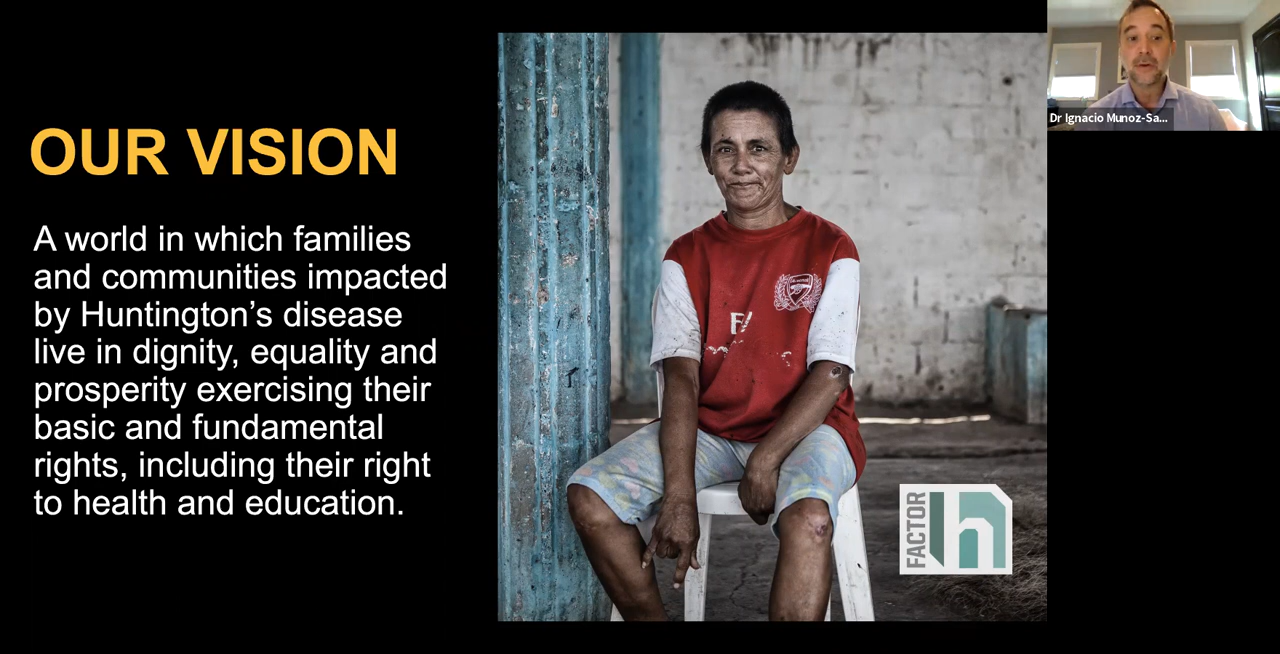 OUR VISION
A world in which families
and communities impacted
by Huntington’s disease
live in dignity, equality and
prosperity exercising their
basic and fundamental
rights, including their right
to health and education.
FACTOR
h
Dr Ignacio Munoz-Sa...